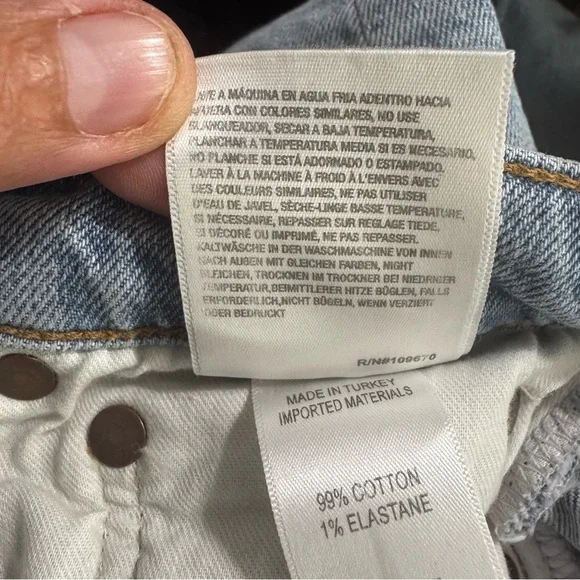 A MÁQUINA EN AGUA FRIA ADENTRO HACIA
CON COLORES SIMILARES, NO USE
BLANQUEADOR, SECAR A BAJA TEMPERATURA,
PLANCHAR A TEMPERATURA MEDIA SI ES NECESARIO,
NO PLANCHE SI ESTÁ ADORNADO O ESTAMPADO.
LAVER À LA MACHINE À FROID À L'ENVERS AVEC
DES COULEURS SIMILAIRES, NE PAS UTILISER
D'EAU DE JAVEL, SÈCHE-LINGE BASSE TEMPERATURE,
SI NÉCESSAIRE, REPASSER SUR REGLAGE TIEDE,
SI DÉCORÉ OU IMPRIMÉ, NE PAS REPASSER.
KALTWÄSCHE IN DER WASCHMASCHINE VON INNEN
NACH AUßEN MIT GLEICHEN FARBEN, NIGHT
BLEICHEN, TROCKNEN IM TROCKNER BEI NIEDRNER
TEMPERATUR,BEIMITTLERER HITZE BÜGLEN, FALLS
ERFORDERLICH,NICHT BÜGELN, WENN VERZIERT
ODER BEDRUCKT
R/N#109670
MADE IN TURKEY
IMPORTED MATERIALS
99% COTTON
1% ELASTANE